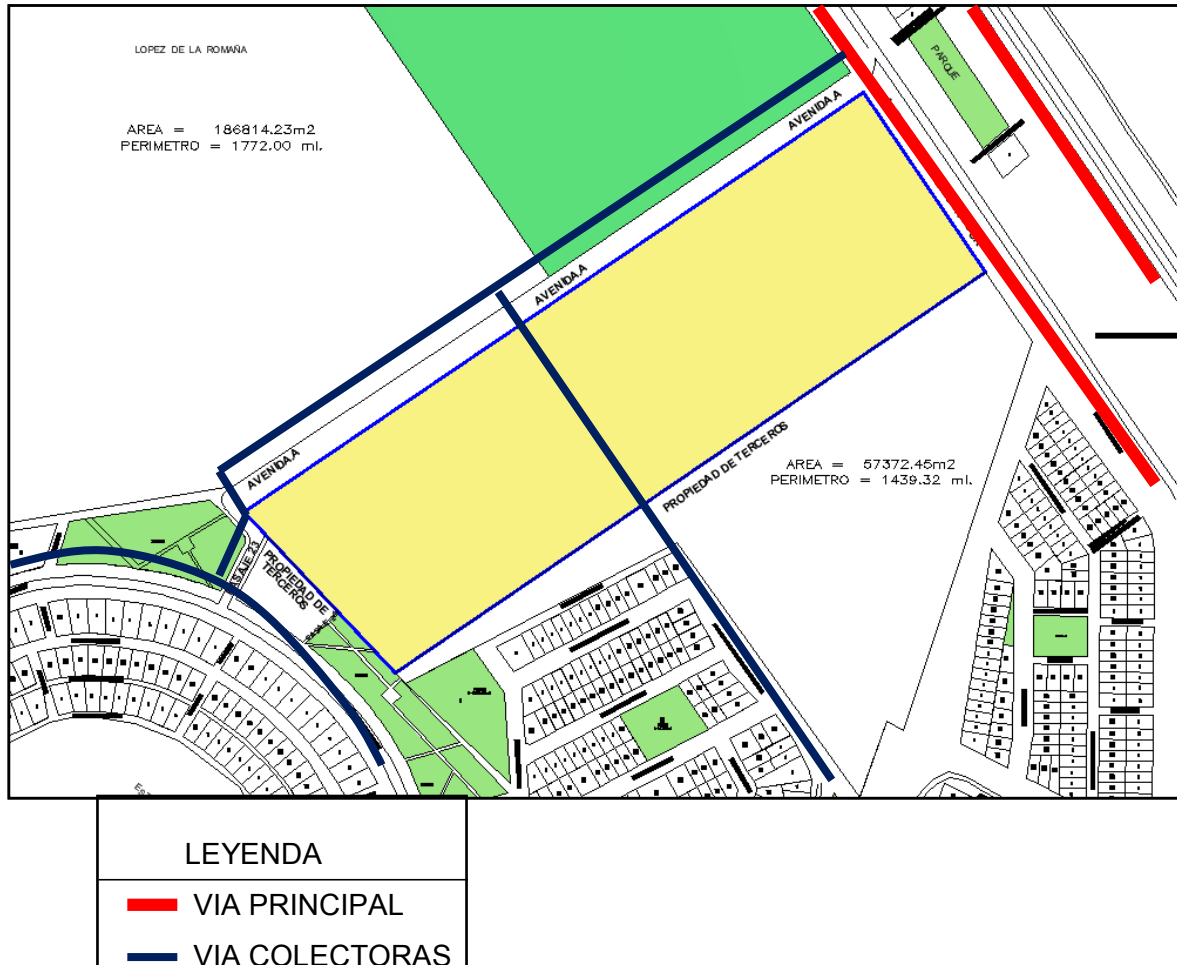 LOPEZ DE LA ROMAÑA
AREA = 186814.23m2
PERIMETRO = 1772.00 ml.
PARQUE
AVENIDA A
AVENIDA A
AVENIDA A
PROPIEDAD DE TERCEROS
AREA = 57372.45m2
PERIMETRO = 1439.32 ml.
PROPIEDAD DE
TERCEROS
LEYENDA
VIA PRINCIPAL
VIA COLECTORAS